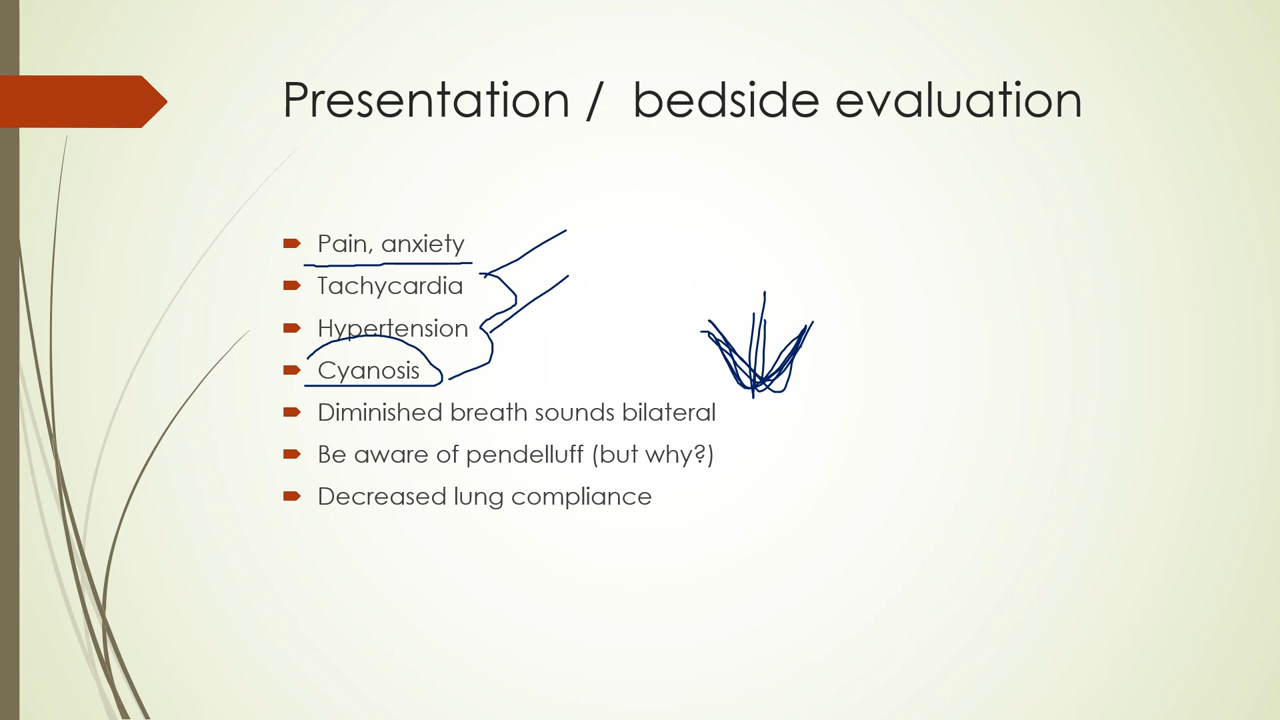 Presentation / bedside evaluation
Pain, anxiety
Tachycardia
Hypertension
Cyanosis
Diminished breath sounds bilateral
Be aware of pendelluff (but why?)
Decreased lung compliance